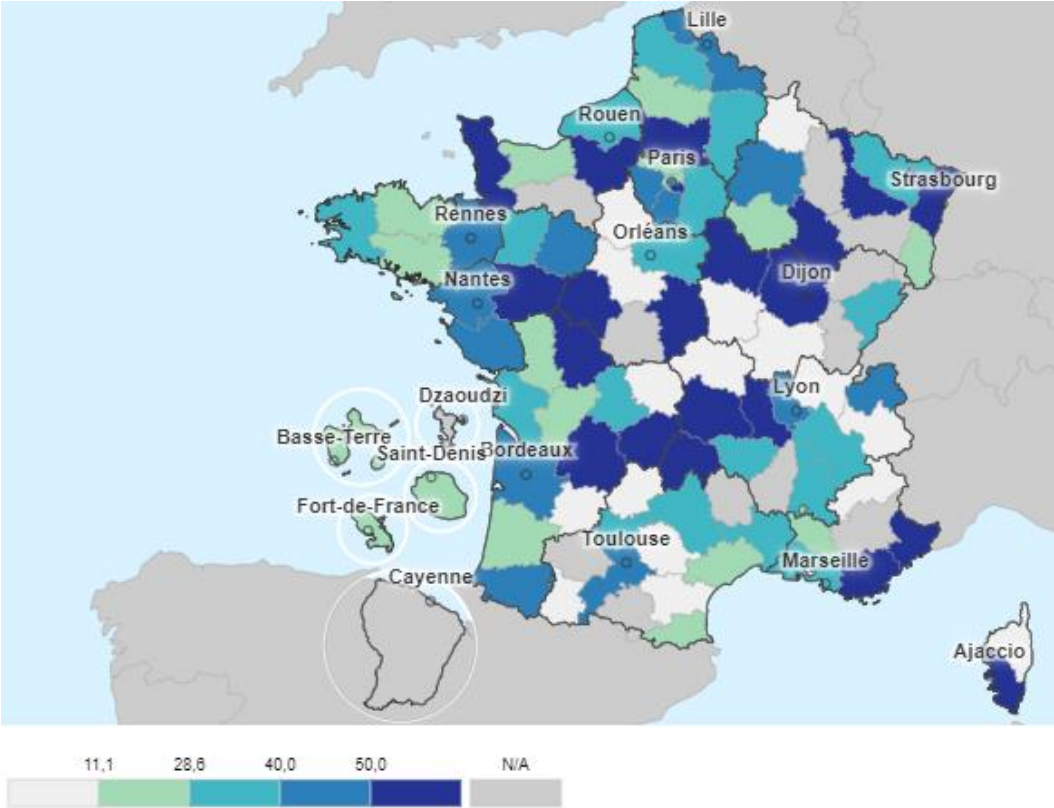 Lille
Rouen
Paris
Strasbourg
Rennes
Orléans
Nantes
Dijon
Dzaoudzi
Lyon
Basse-Terre
Saint-Denis
Bordeaux
Fort-de-France
Toulouse
Marseille
Cayenne
Ajaccio
11,1 28,6 40,0 50,0 N/A